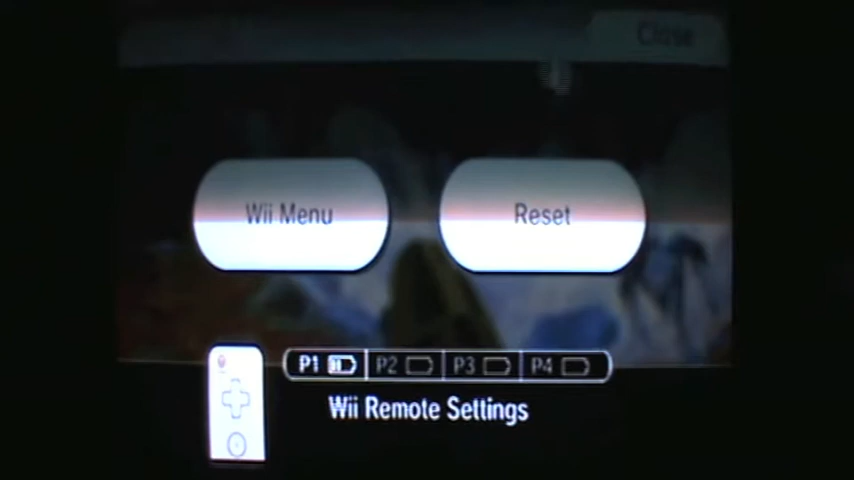 Close
Wii Menu
Reset
P1 P2 P3 P4
Wii Remote Settings